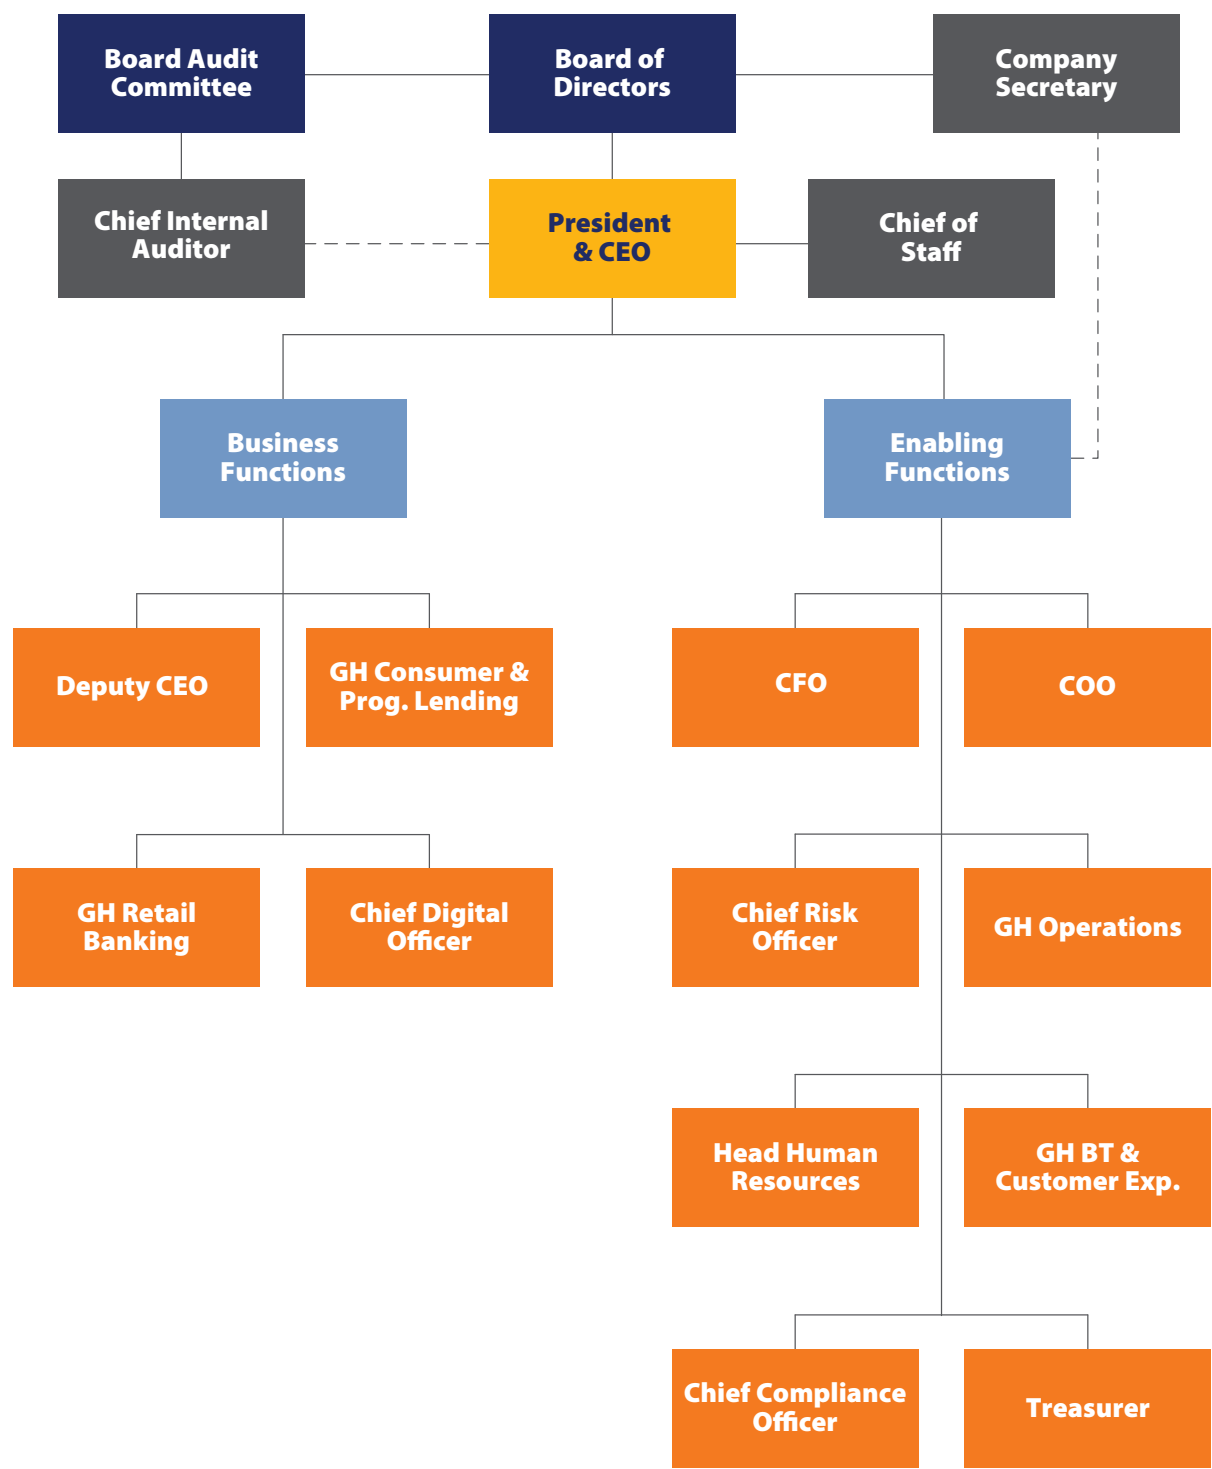 Board Audit
Committee
Board of
Directors
Company
Secretary
Chief Internal
Auditor
President
& CEO
Chief of
Staff
Business
Functions
Enabling
Functions
Deputy CEO
GH Consumer &
Prog. Lending
CFO
COO
GH Retail
Banking
Chief Digital
Officer
Chief Risk
Officer
GH Operations
Head Human
Resources
GH BT &
Customer Exp.
Chief Compliance
Officer
Treasurer